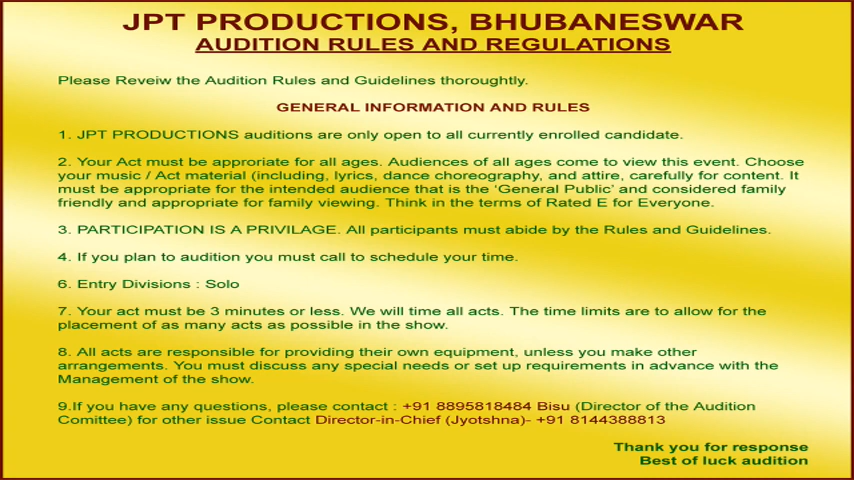 JPT PRODUCTIONS, BHUBANESWAR
AUDITION RULES AND REGULATIONS
Please Reveiw the Audition Rules and Guidelines thoroughtly.
GENERAL INFORMATION AND RULES
1. JPT PRODUCTIONS auditions are only open to all currently enrolled candidate.
2. Your Act must be approriate for all ages. Audiences of all ages come to view this event. Choose
your music / Act material (including, lyrics, dance choreography, and attire, carefully for content. It
must be appropriate for the intended audience that is the ‘General Public’ and considered family
friendly and appropriate for family viewing. Think in the terms of Rated E for Everyone.
3. PARTICIPATION IS A PRIVILAGE. All participants must abide by the Rules and Guidelines.
4. If you plan to audition you must call to schedule your time.
6. Entry Divisions : Solo
7. Your act must be 3 minutes or less. We will time all acts. The time limits are to allow for the
placement of as many acts as possible in the show.
8. All acts are responsible for providing their own equipment, unless you make other
arrangements. You must discuss any special needs or set up requirements in advance with the
Management of the show.
9.If you have any questions, please contact : +91 8895818484 Bisu (Director of the Audition
Comittee) for other issue Contact Director-in-Chief (Jyotshna)- +91 8144388813
Thank you for response
Best of luck audition